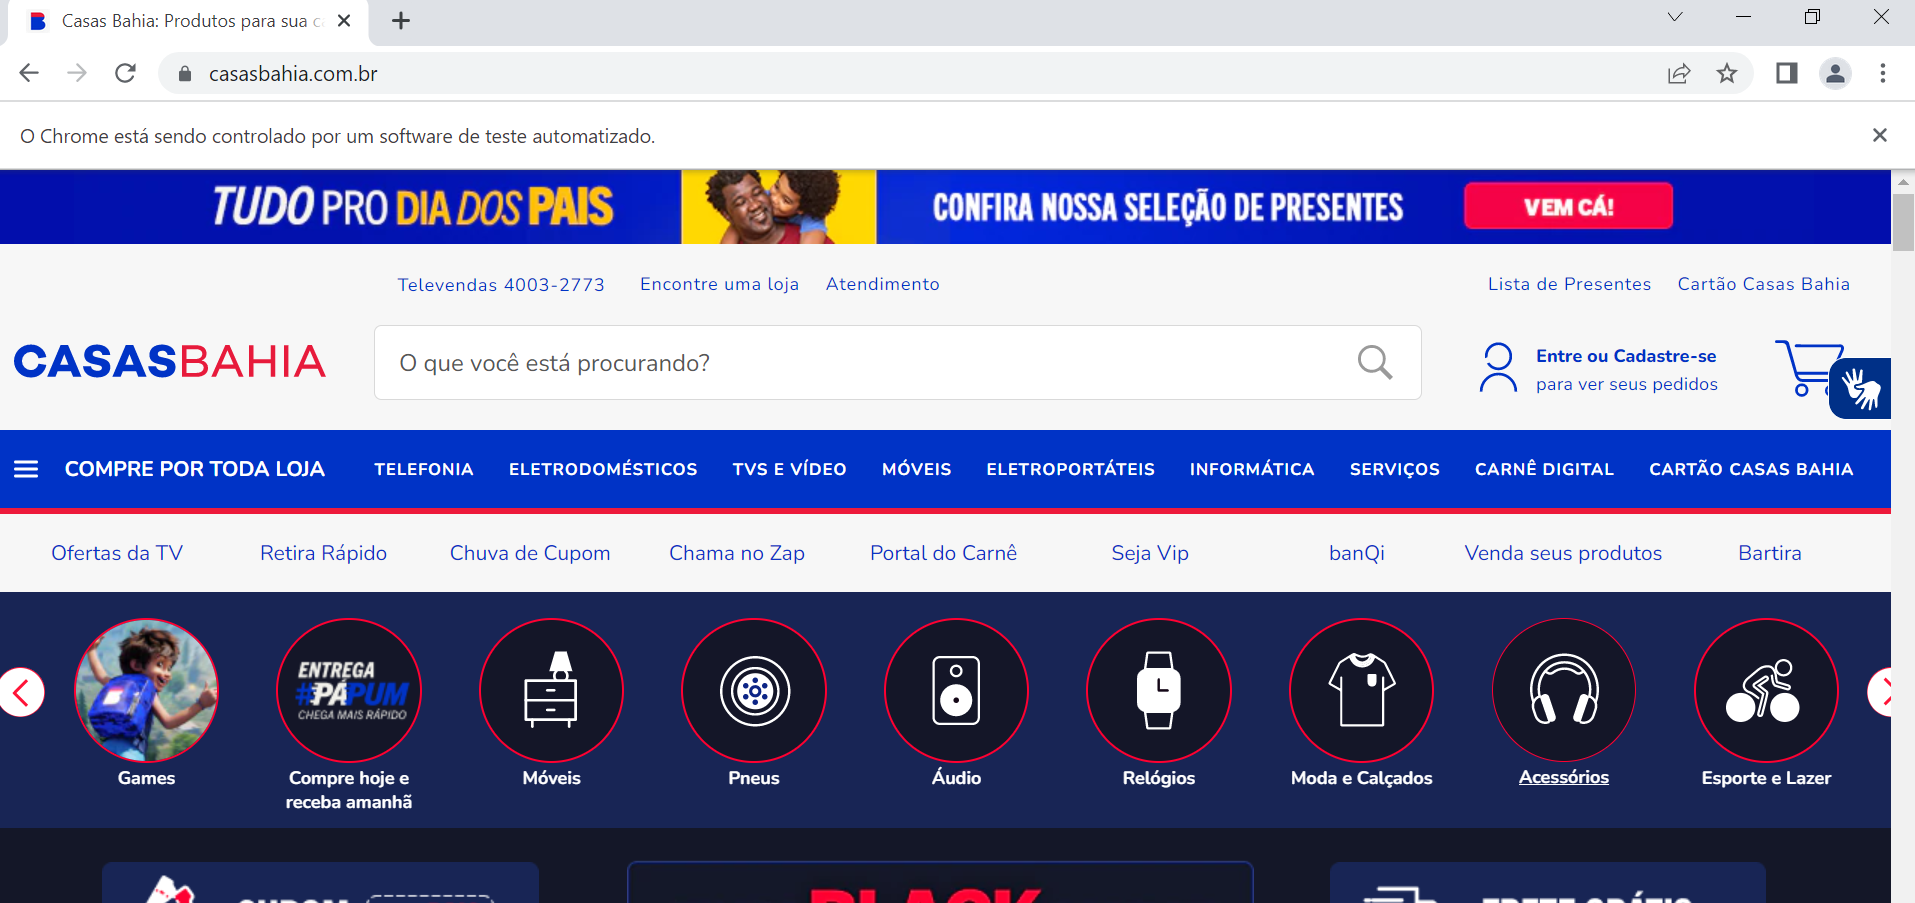 Casas Bahia: Produtos para sua c
casasbahia.com.br
O Chrome está sendo controlado por um software de teste automatizado.
TUDO PRO DIA DOS PAIS
CONFIRA NOSSA SELEÇÃO DE PRESENTES
VEM CÁ!
Televendas 4003-2773
Encontre uma loja
Atendimento
Lista de Presentes
Cartão Casas Bahia
CASASBAHIA
O que você está procurando?
Entre ou Cadastre-se
para ver seus pedidos
COMPRE POR TODA LOJA
TELEFONIA
ELETRODOMÉSTICOS
TVS E VÍDEO
MÓVEIS
ELETROPORTÁTEIS
INFORMÁTICA
SERVIÇOS
CARNÊ DIGITAL
CARTÃO CASAS BAHIA
Ofertas da TV
Retira Rápido
Chuva de Cupom
Chama no Zap
Portal do Carnê
Seja Vip
banQi
Venda seus produtos
Bartira
ENTREGA
#PÁPUM
CHEGA MAIS RÁPIDO
Games
Compre hoje e
receba amanhã
Móveis
Pneus
Áudio
Relógios
Moda e Calçados
Acessórios
Esporte e Lazer
CUPOM
BLACK
FRETE GRÁTIS